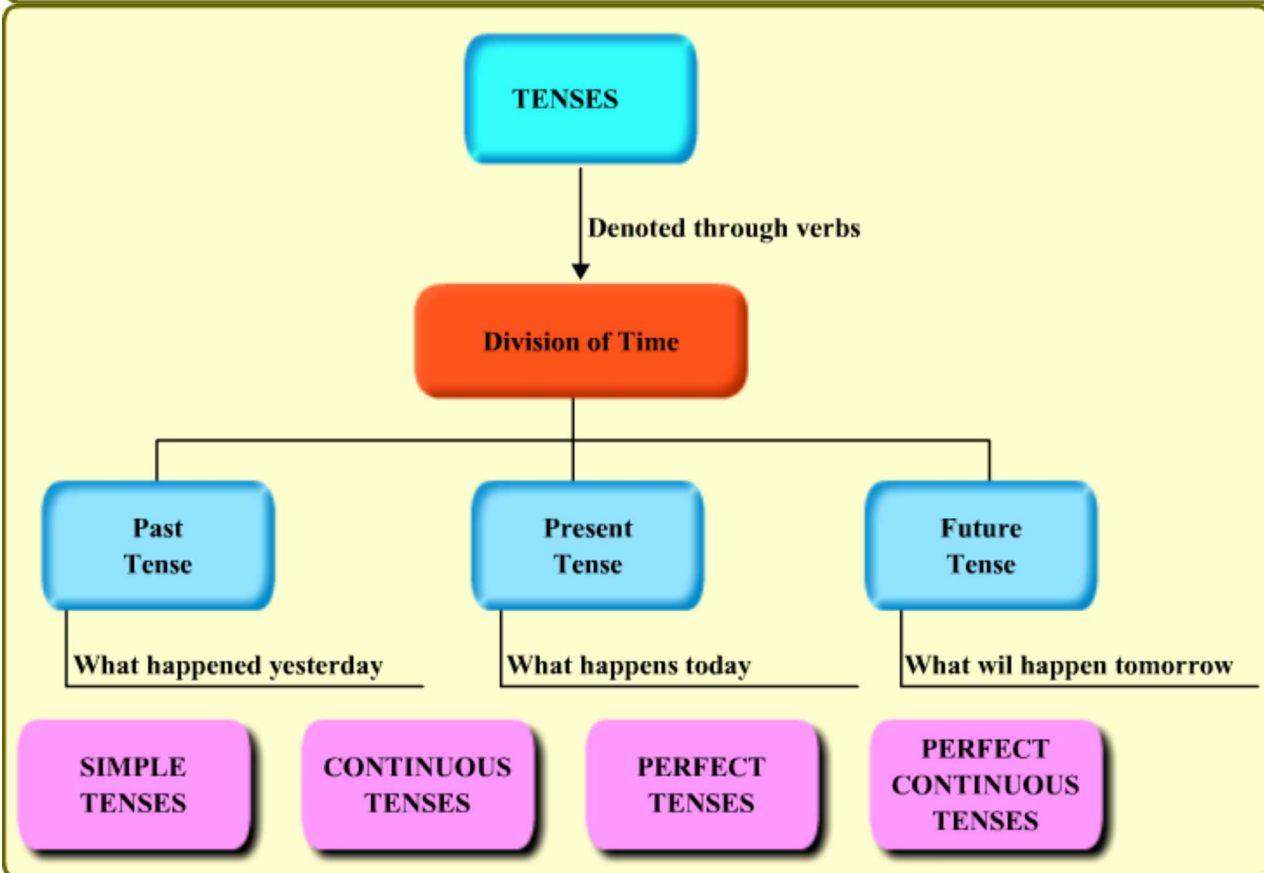 TENSES
Denoted through verbs
Division of Time
Past
Tense
Present
Tense
Future
Tense
What happened yesterday
What happens today
What wil happen tomorrow
SIMPLE
TENSES
CONTINUOUS
TENSES
PERFECT
TENSES
PERFECT
CONTINUOUS
TENSES